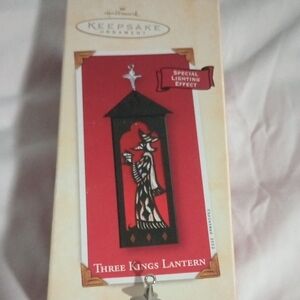 Hallmark
KEEPSAKE
ORNAMENT
SPECIAL
LIGHTING
EFFECT
THREE KINGS LANTERN